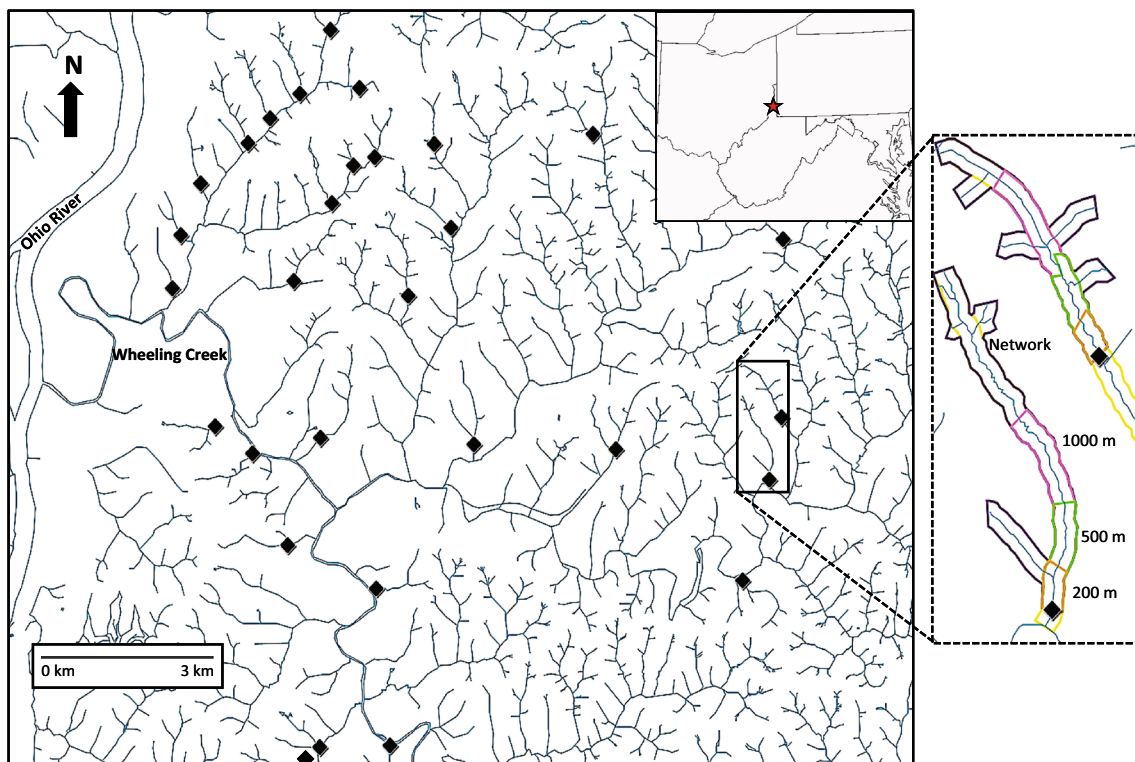 N
Ohio River
Wheeling Creek
0 km 3 km
Network
1000 m
500 m
200 m